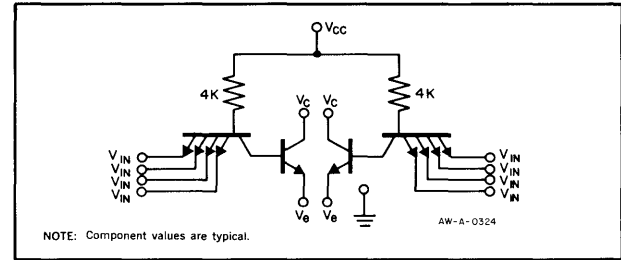 VCC
4K
4K
VC
VC
VIN
VIN
VIN
VIN
VIN
VIN
VIN
VIN
Ve
Ve
AW-A-0324
NOTE: Component values are typical.